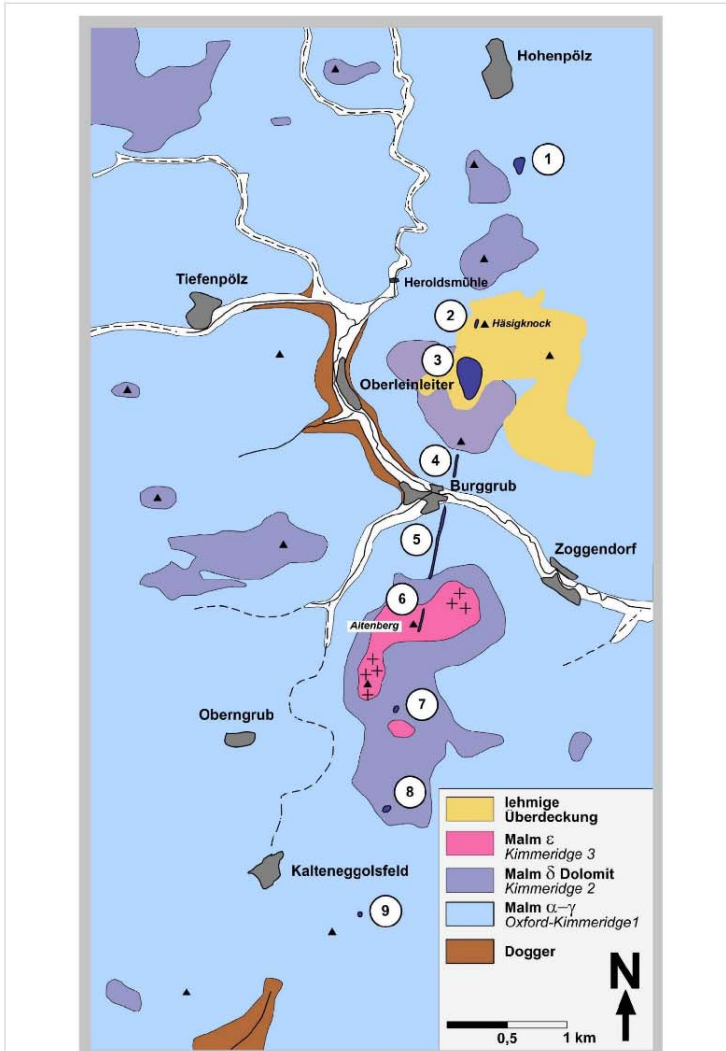 Hohenpölz
1
Tiefenpölz
Heroldsmühle
2
Häsigknock
3
Oberleinleiter
4
Burggrub
5
Zoggendorf
6
Altenberg
7
Oberngrub
8
Kalteneggolsfeld
9
lehmige
Überdeckung
Malm ε
Kimmeridge 3
Malm δ Dolomit
Kimmeridge 2
Malm α–γ
Oxford-Kimmeridge1
Dogger
N
0,5 1 km